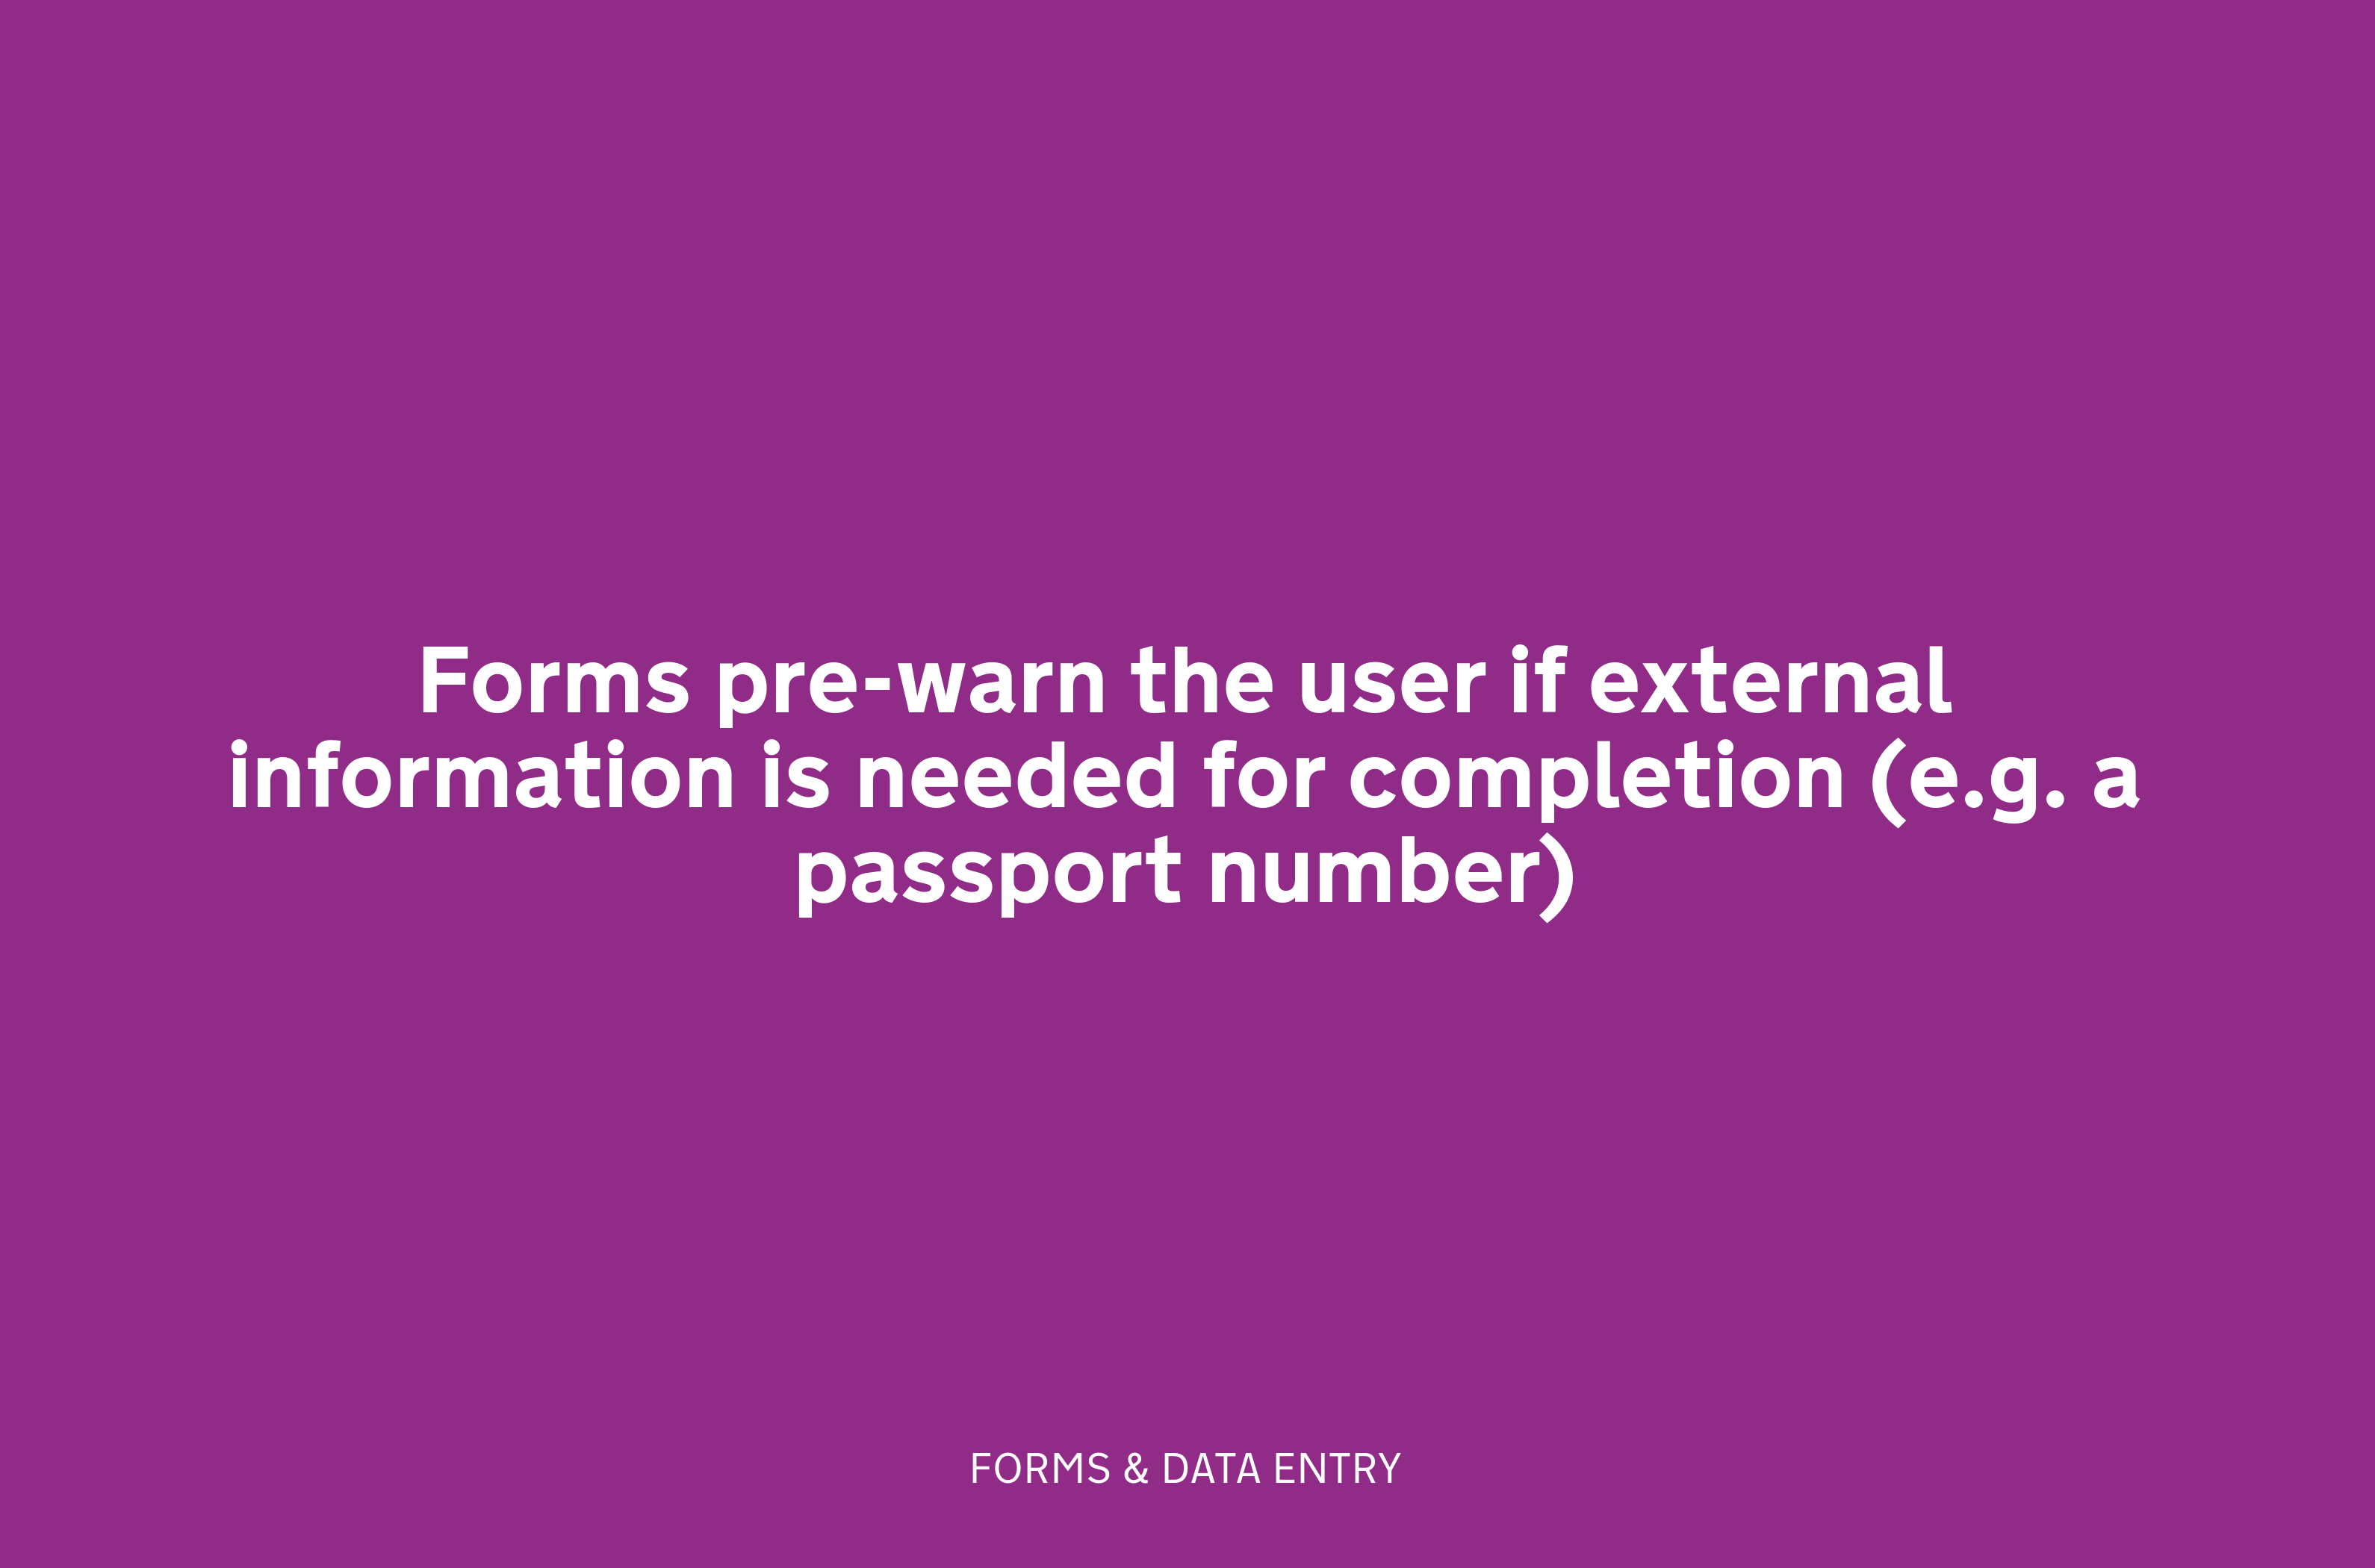 Forms pre-warn the user if external
information is needed for completion (e.g. a
passport number)
FORMS & DATA ENTRY